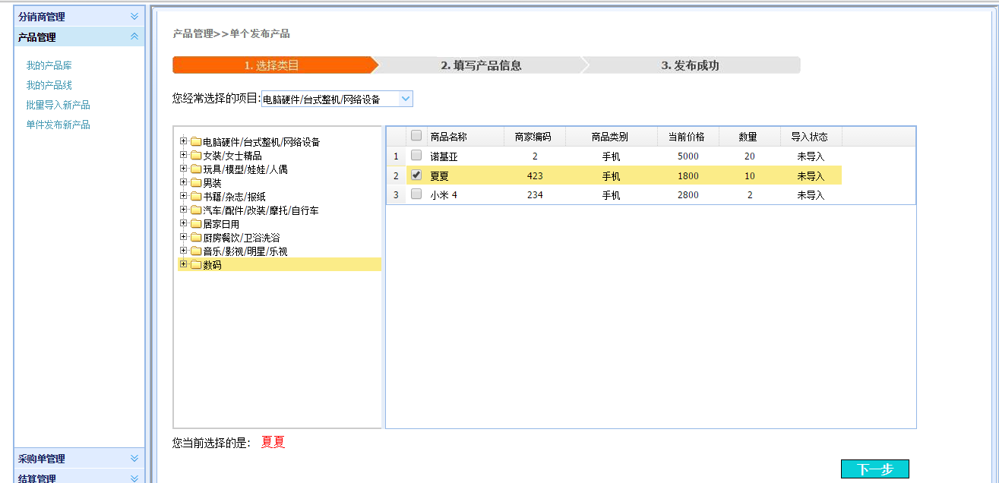 分销商管理
产品管理
我的产品库
我的产品线
批量导入新产品
单件发布新产品
采购单管理
结算管理
产品管理>>单个发布产品
1. 选择类目 2. 填写产品信息 3. 发布成功
您经常选择的项目: 电脑硬件/台式整机/网络设备
电脑硬件/台式整机/网络设备
女装/女士精品
玩具/模型/娃娃/人偶
男装
书籍/杂志/报纸
汽车/配件/改装/摩托/自行车
居家日用
厨房餐饮/卫浴洗浴
音乐/影视/明星/乐视
数码
商品名称 商家编码 商品类别 当前价格 数量 导入状态
1 诺基亚 2 手机 5000 20 未导入
2 夏夏 423 手机 1800 10 未导入
3 小米 4 234 手机 2800 2 未导入
您当前选择的是: 夏夏
下一步